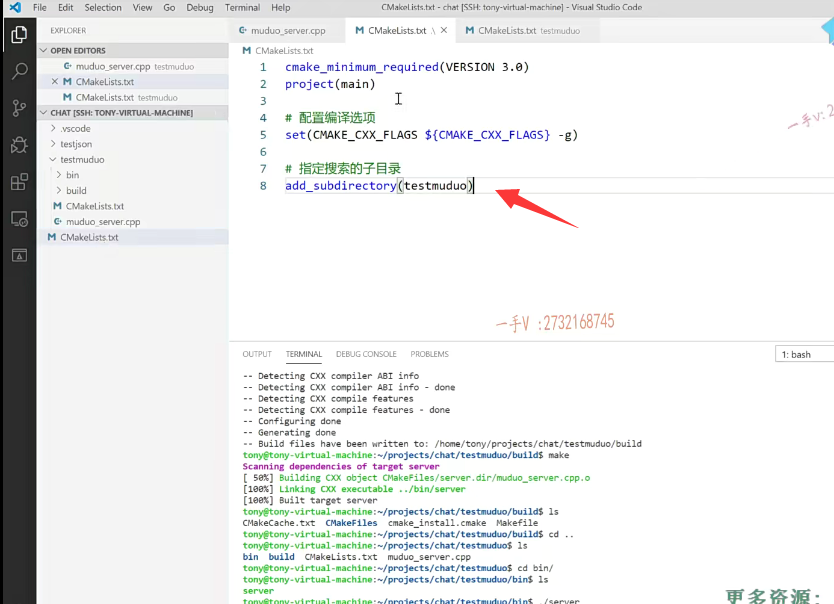 File Edit Selection View Go Debug Terminal Help CMakeLists.txt - chat [SSH: tony-virtual-machine] - Visual Studio Code
EXPLORER
OPEN EDITORS
muduo_server.cpp testmuduo
CMakeLists.txt
CMakeLists.txt testmuduo
CHAT [SSH: TONY-VIRTUAL-MACHINE]
.vscode
testjson
testmuduo
bin
build
CMakeLists.txt
muduo_server.cpp
CMakeLists.txt
muduo_server.cpp CMakeLists.txt .\ CMakeLists.txt testmuduo
CMakeLists.txt
1 cmake_minimum_required(VERSION 3.0)
2 project(main)
3
4 # 配置编译选项
5 set(CMAKE_CXX_FLAGS ${CMAKE_CXX_FLAGS} -g)
6
7 # 指定搜索的子目录
8 add_subdirectory(testmuduo)
一手V: 2
一手V :2732168745
OUTPUT TERMINAL DEBUG CONSOLE PROBLEMS 1: bash
-- Detecting CXX compiler ABI info
-- Detecting CXX compiler ABI info - done
-- Detecting CXX compile features
-- Detecting CXX compile features - done
-- Configuring done
-- Generating done
-- Build files have been written to: /home/tony/projects/chat/testmuduo/build
tony@tony-virtual-machine:~/projects/chat/testmuduo/build$ make
Scanning dependencies of target server
[ 50%] Building CXX object CMakeFiles/server.dir/muduo_server.cpp.o
[100%] Linking CXX executable ../bin/server
[100%] Built target server
tony@tony-virtual-machine:~/projects/chat/testmuduo/build$ ls
CMakeCache.txt CMakeFiles cmake_install.cmake Makefile
tony@tony-virtual-machine:~/projects/chat/testmuduo/build$ cd ..
tony@tony-virtual-machine:~/projects/chat/testmuduo$ ls
bin build CMakeLists.txt muduo_server.cpp
tony@tony-virtual-machine:~/projects/chat/testmuduo$ cd bin/
tony@tony-virtual-machine:~/projects/chat/testmuduo/bin$ ls
server
tony@tony-virtual-machine:~/projects/chat/testmuduo/bin$ ./server
更多资源: